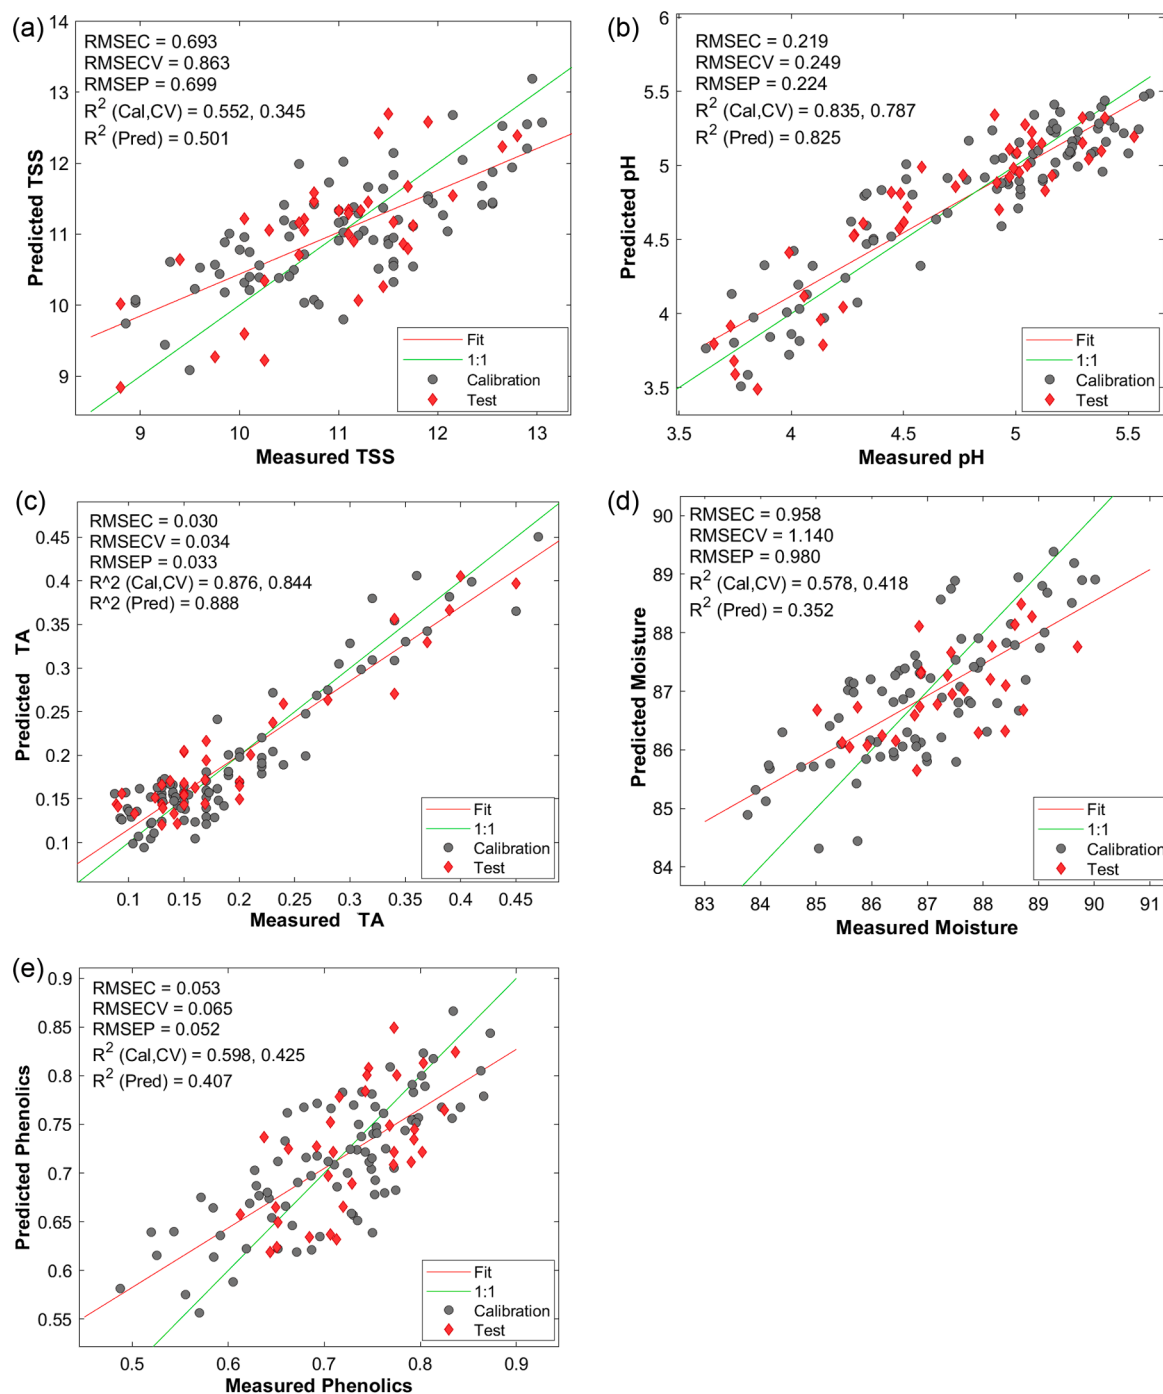 (a)
14
13
12
11
10
9
Predicted TSS
RMSEC = 0.693
RMSECV = 0.863
RMSEP = 0.699
R² (Cal,CV) = 0.552, 0.345
R² (Pred) = 0.501
Fit
1:1
Calibration
Test
9 10 11 12 13
Measured TSS
(b)
6
5.5
5
4.5
4
3.5
Predicted pH
RMSEC = 0.219
RMSECV = 0.249
RMSEP = 0.224
R² (Cal,CV) = 0.835, 0.787
R² (Pred) = 0.825
Fit
1:1
Calibration
Test
3.5 4 4.5 5 5.5
Measured pH
(c)
0.45
0.4
0.35
0.3
0.25
0.2
0.15
0.1
Predicted TA
RMSEC = 0.030
RMSECV = 0.034
RMSEP = 0.033
R^2 (Cal,CV) = 0.876, 0.844
R^2 (Pred) = 0.888
Fit
1:1
Calibration
Test
0.1 0.15 0.2 0.25 0.3 0.35 0.4 0.45
Measured TA
(d)
90
89
88
87
86
85
84
Predicted Moisture
RMSEC = 0.958
RMSECV = 1.140
RMSEP = 0.980
R² (Cal,CV) = 0.578, 0.418
R² (Pred) = 0.352
Fit
1:1
Calibration
Test
83 84 85 86 87 88 89 90 91
Measured Moisture
(e)
0.9
0.85
0.8
0.75
0.7
0.65
0.6
0.55
Predicted Phenolics
RMSEC = 0.053
RMSECV = 0.065
RMSEP = 0.052
R² (Cal,CV) = 0.598, 0.425
R² (Pred) = 0.407
Fit
1:1
Calibration
Test
0.5 0.6 0.7 0.8 0.9
Measured Phenolics